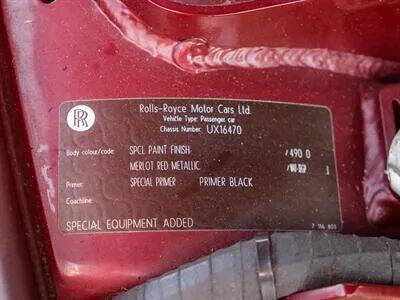 RR
Rolls-Royce Motor Cars Ltd
Vehicle Type: Passenger car
Chassis Number: UX16470
Body colour/code: SPCL PAINT FINISH /490 0
MERLOT RED METALLIC
Primer: SPECIAL PRIMER PRIMER BLACK
Coachline:
SPECIAL EQUIPMENT ADDED